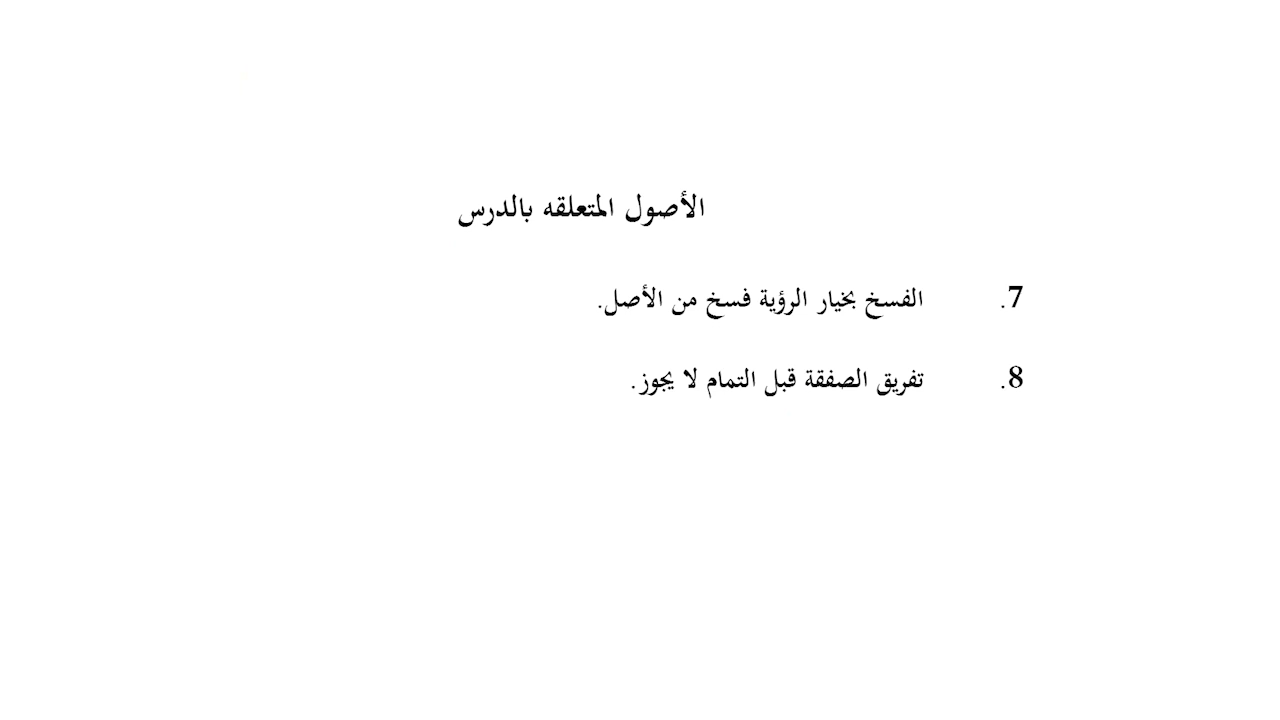 الأصول المتعلقه بالدرس
7. الفسخ بخيار الرؤية فسخ من الأصل.
8. تفريق الصفقة قبل التمام لا يجوز.